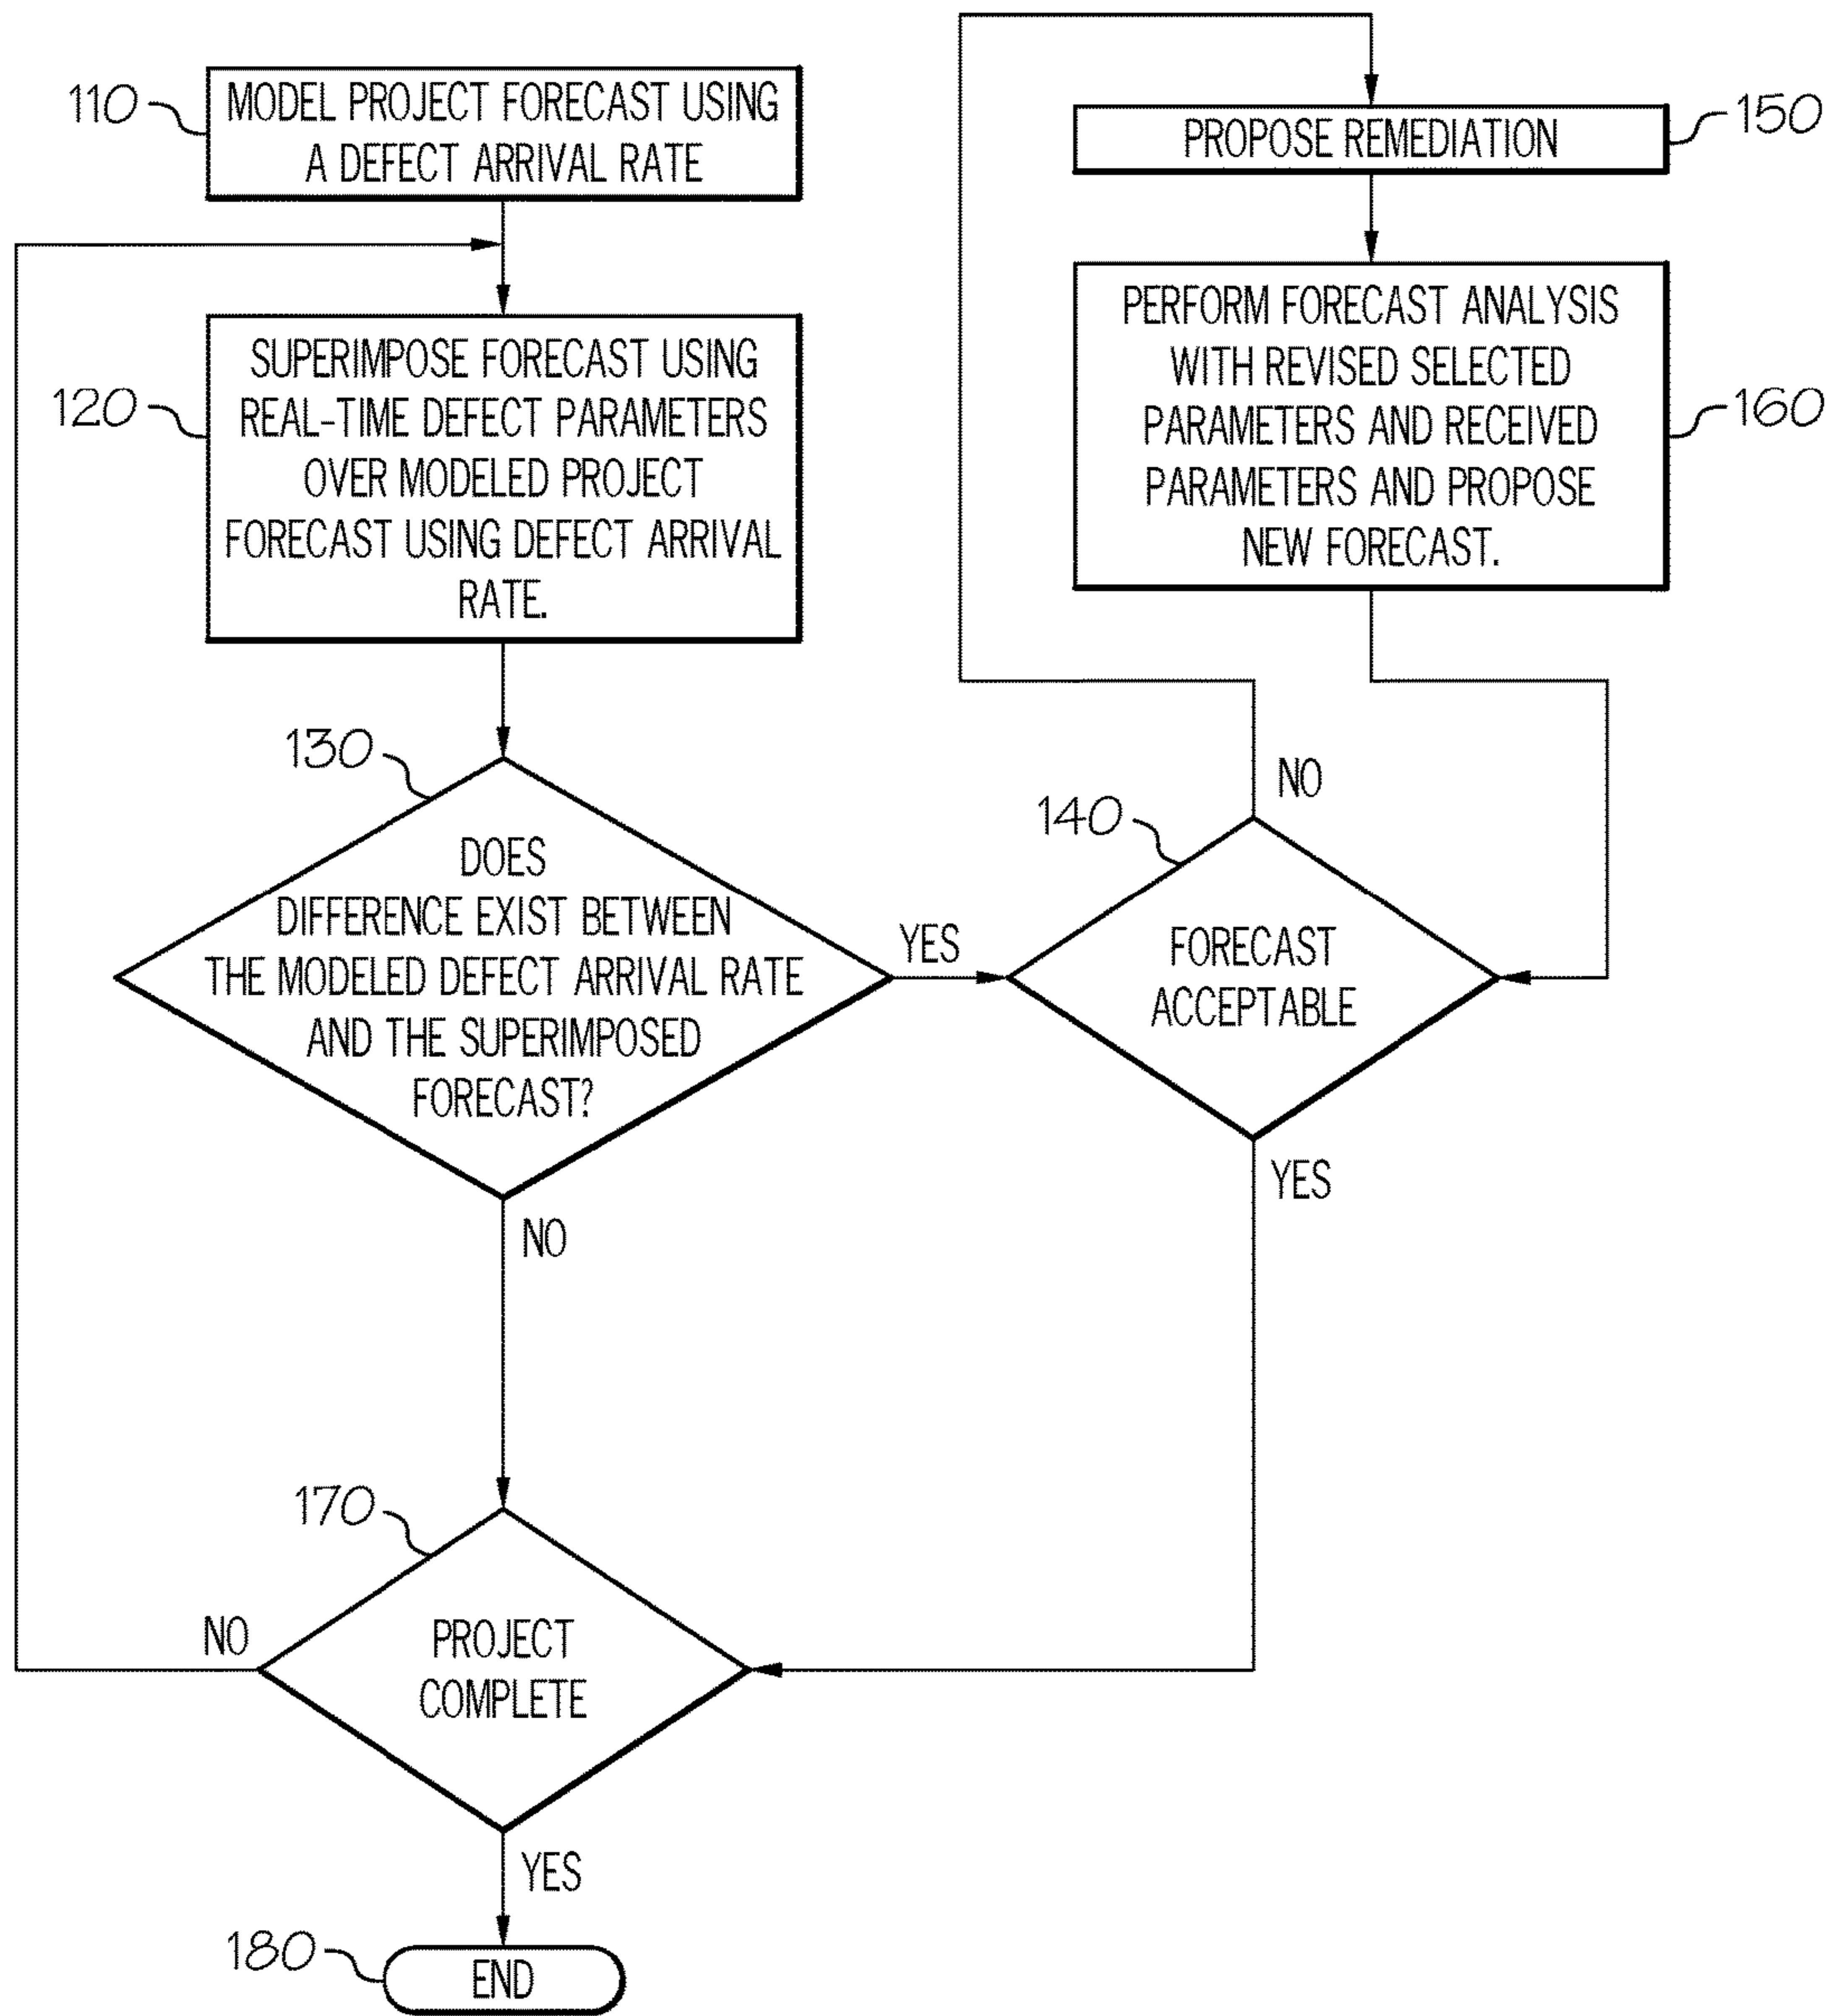 110
MODEL PROJECT FORECAST USING
A DEFECT ARRIVAL RATE
120
SUPERIMPOSE FORECAST USING
REAL-TIME DEFECT PARAMETERS
OVER MODELED PROJECT
FORECAST USING DEFECT ARRIVAL
RATE.
130
DOES
DIFFERENCE EXIST BETWEEN
THE MODELED DEFECT ARRIVAL RATE
AND THE SUPERIMPOSED
FORECAST?
YES
NO
140
FORECAST
ACCEPTABLE
NO
YES
150
PROPOSE REMEDIATION
160
PERFORM FORECAST ANALYSIS
WITH REVISED SELECTED
PARAMETERS AND RECEIVED
PARAMETERS AND PROPOSE
NEW FORECAST.
170
PROJECT
COMPLETE
NO
YES
180
END